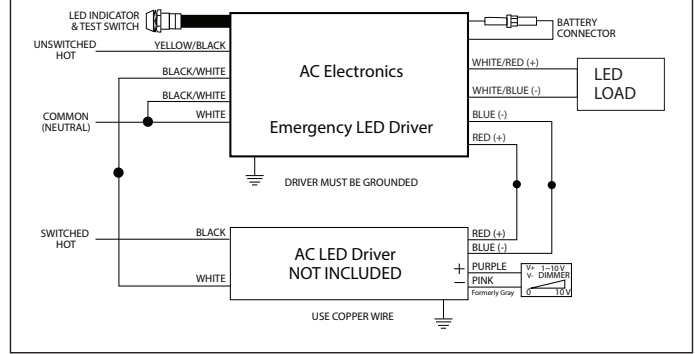 LED INDICATOR
& TEST SWITCH
BATTERY
CONNECTOR
UNSWITCHED
HOT
YELLOW/BLACK
BLACK/WHITE
BLACK/WHITE
WHITE
COMMON
(NEUTRAL)
AC Electronics
Emergency LED Driver
WHITE/RED (+)
WHITE/BLUE (-)
LED
LOAD
BLUE (-)
RED (+)
DRIVER MUST BE GROUNDED
SWITCHED
HOT
BLACK
WHITE
AC LED Driver
NOT INCLUDED
RED (+)
BLUE (-)
+ PURPLE
− PINK
Formerly Gray
V+ 1~10 V
V- DIMMER
0 10 V
USE COPPER WIRE